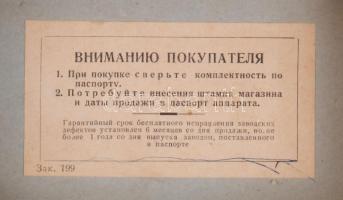 ВНИМАНИЮ ПОКУПАТЕЛЯ
1. При покупке сверьте комплектность по
паспорту.
2. Потребуйте внесения штампа магазина
и даты продажи в паспорт аппарата.
Гарантийный срок бесплатного исправления заводских
дефектов установлен 6 месяцев со дня продажи, но, не
более 1 года со дня выпуска заводом, поставленного
в паспорте
Зак. 799